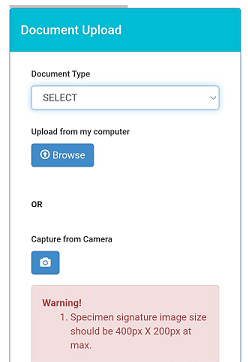 Document Upload
Document Type
SELECT
Upload from my computer
Browse
OR
Capture from Camera
Warning!
1. Specimen signature image size
should be 400px X 200px at
max.